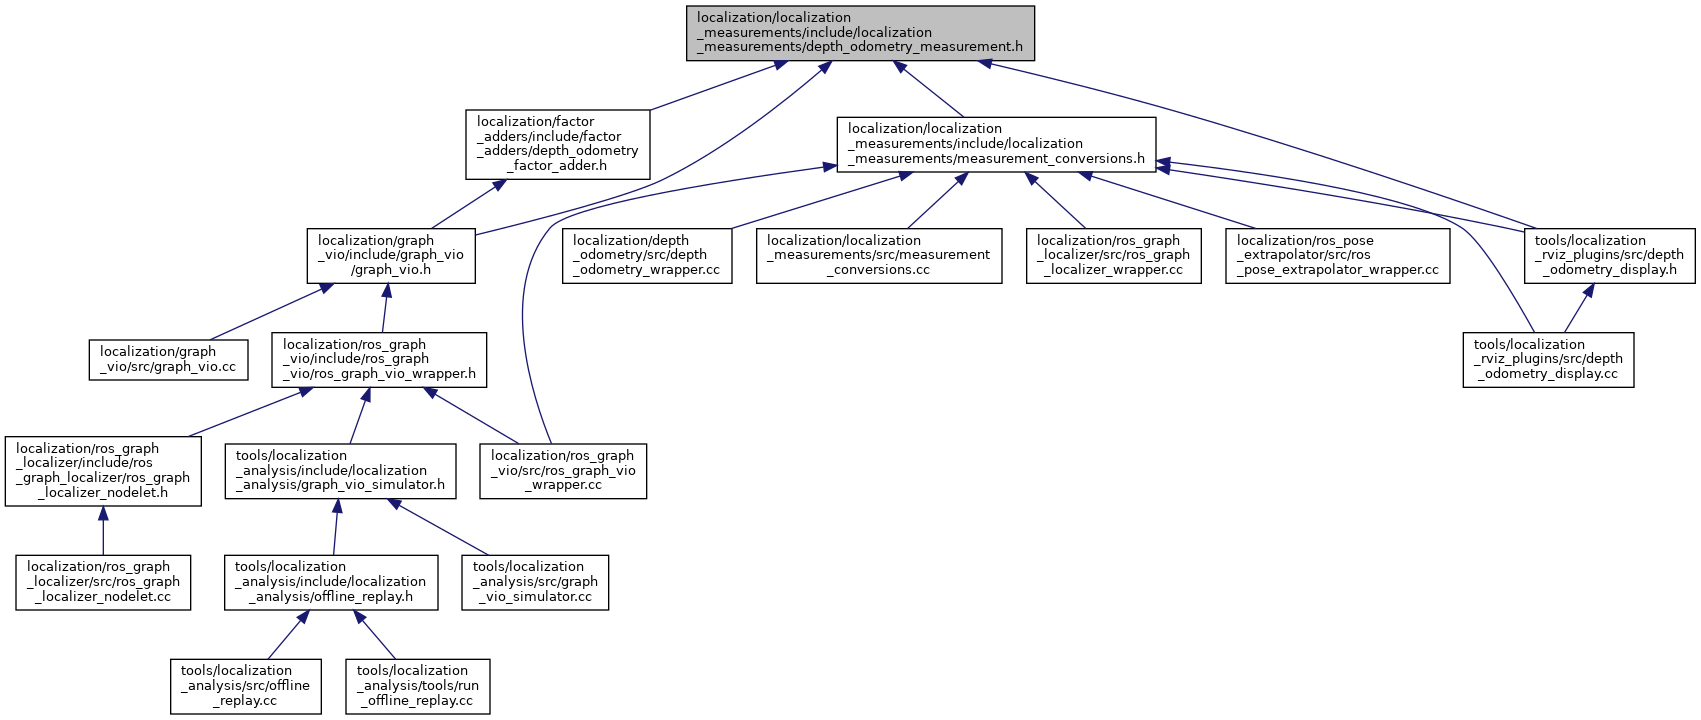 localization/localization
_measurements/include/localization
_measurements/depth_odometry_measurement.h
localization/factor
_adders/include/factor
_adders/depth_odometry
_factor_adder.h
localization/localization
_measurements/include/localization
_measurements/measurement_conversions.h
localization/graph
_vio/include/graph_vio
/graph_vio.h
localization/depth
_odometry/src/depth
_odometry_wrapper.cc
localization/localization
_measurements/src/measurement
_conversions.cc
localization/ros_graph
_localizer/src/ros_graph
_localizer_wrapper.cc
localization/ros_pose
_extrapolator/src/ros
_pose_extrapolator_wrapper.cc
tools/localization
_rviz_plugins/src/depth
_odometry_display.h
localization/graph
_vio/src/graph_vio.cc
localization/ros_graph
_vio/include/ros_graph
_vio/ros_graph_vio_wrapper.h
tools/localization
_rviz_plugins/src/depth
_odometry_display.cc
localization/ros_graph
_localizer/include/ros
_graph_localizer/ros_graph
_localizer_nodelet.h
tools/localization
_analysis/include/localization
_analysis/graph_vio_simulator.h
localization/ros_graph
_vio/src/ros_graph_vio
_wrapper.cc
localization/ros_graph
_localizer/src/ros_graph
_localizer_nodelet.cc
tools/localization
_analysis/include/localization
_analysis/offline_replay.h
tools/localization
_analysis/src/graph
_vio_simulator.cc
tools/localization
_analysis/src/offline
_replay.cc
tools/localization
_analysis/tools/run
_offline_replay.cc